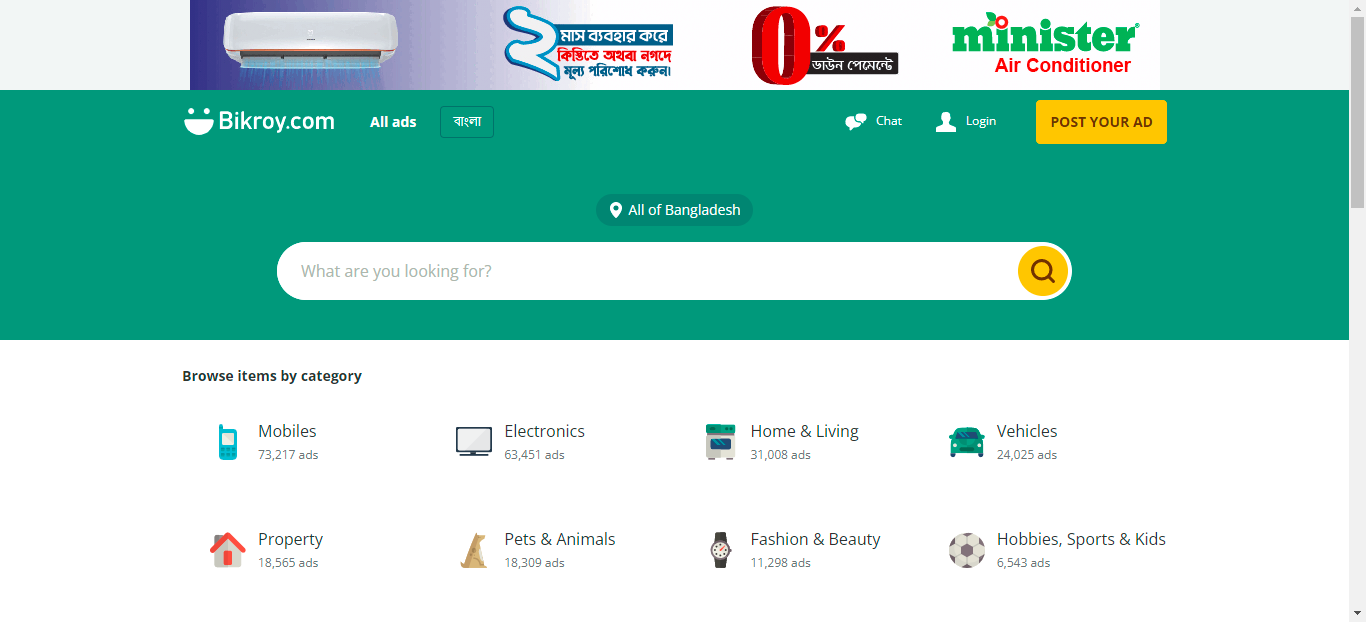 ২ মাস ব্যবহার করে
কিস্তিতে অথবা নগদে
মূল্য পরিশোধ করুন।
0%
ডাউন পেমেন্টে
minister®
Air Conditioner
Bikroy.com
All ads
বাংলা
Chat
Login
POST YOUR AD
All of Bangladesh
What are you looking for?
Browse items by category
Mobiles
73,217 ads
Electronics
63,451 ads
Home & Living
31,008 ads
Vehicles
24,025 ads
Property
18,565 ads
Pets & Animals
18,309 ads
Fashion & Beauty
11,298 ads
Hobbies, Sports & Kids
6,543 ads